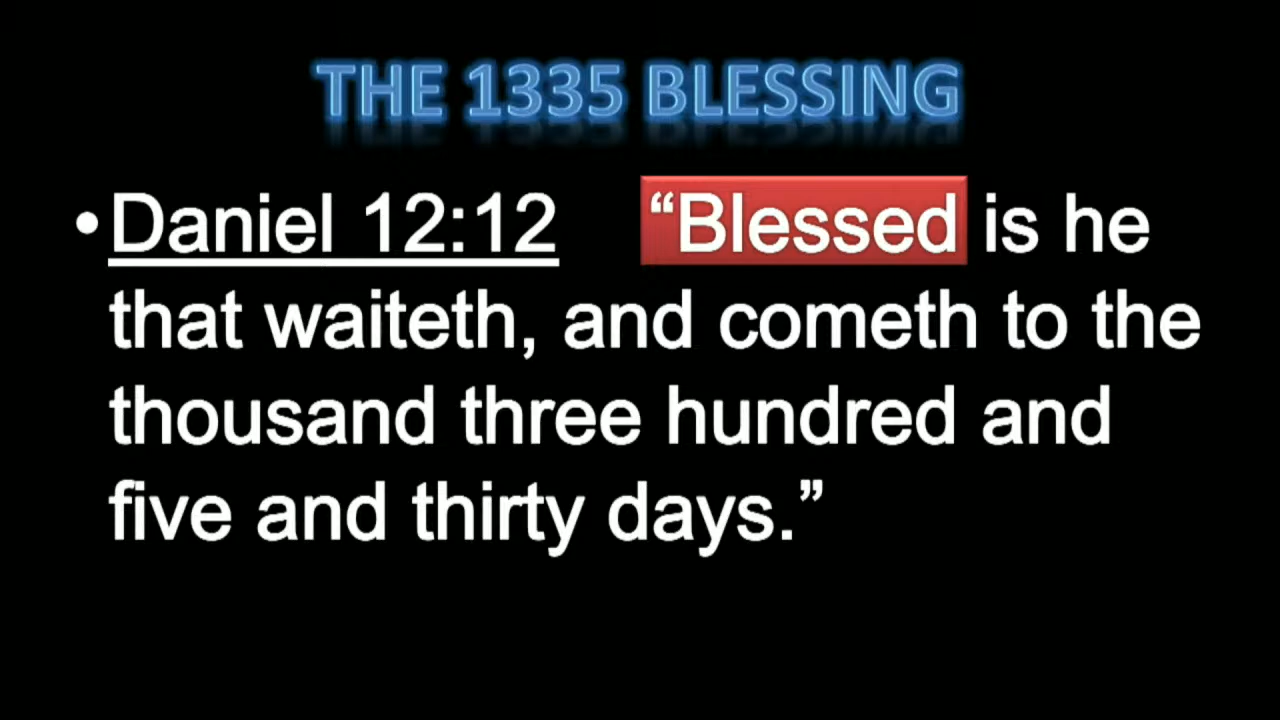 THE 1335 BLESSING
•Daniel 12:12 “Blessed is he
that waiteth, and cometh to the
thousand three hundred and
five and thirty days.”